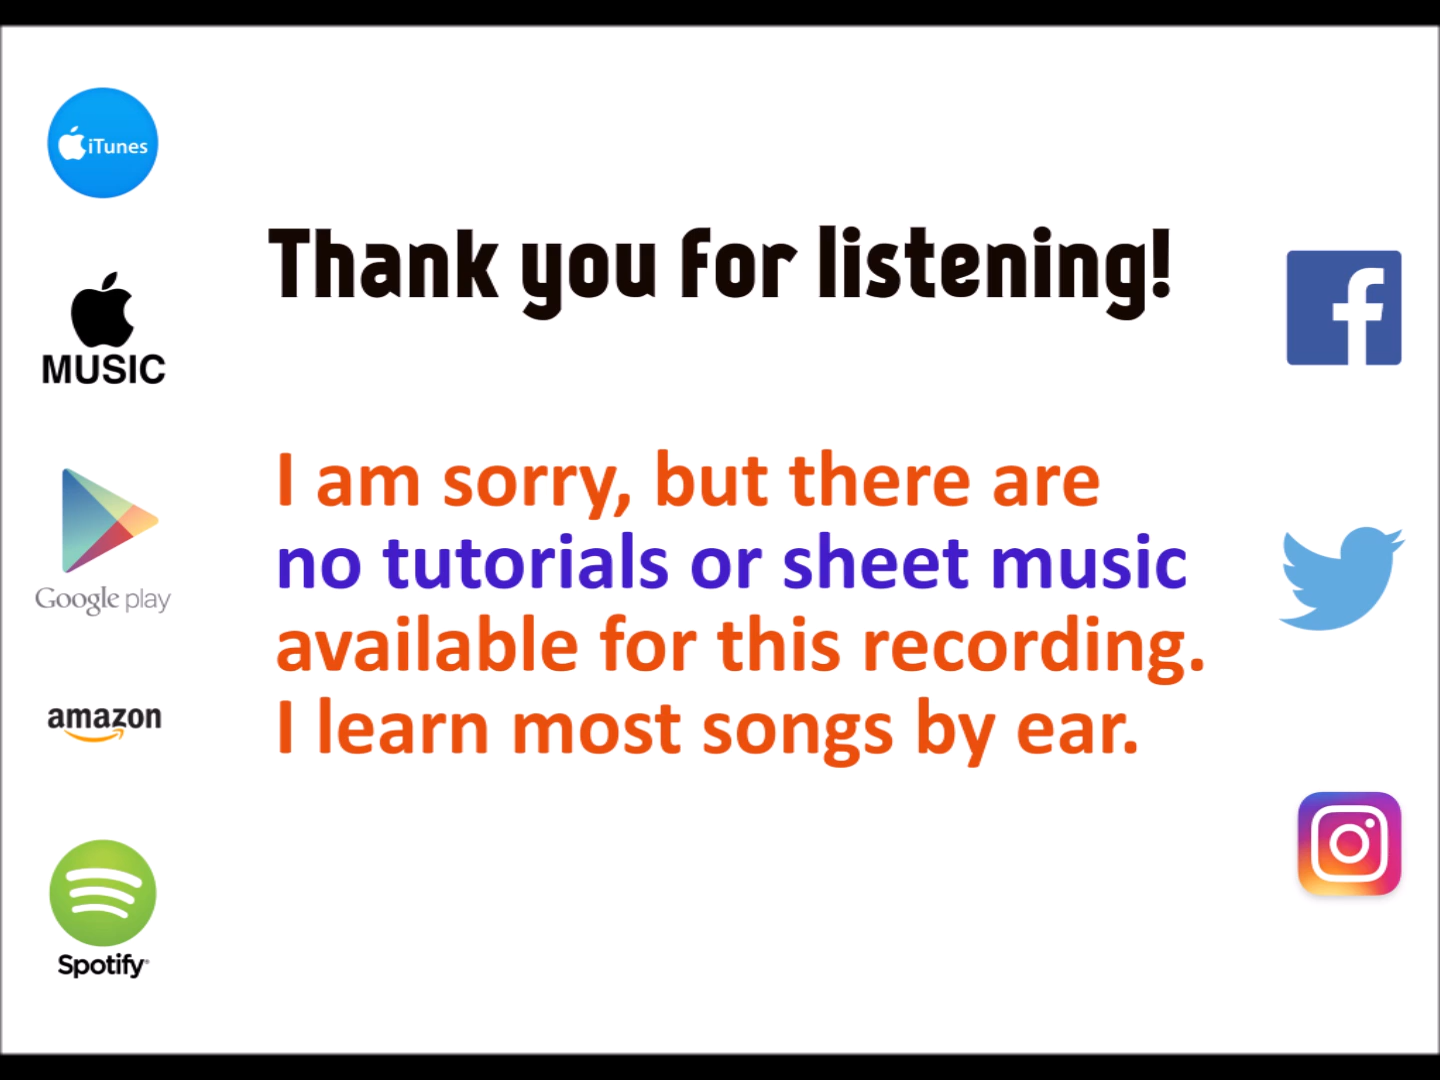 iTunes
MUSIC
Google play
amazon
Spotify
Thank you for listening!
I am sorry, but there are
no tutorials or sheet music
available for this recording.
I learn most songs by ear.